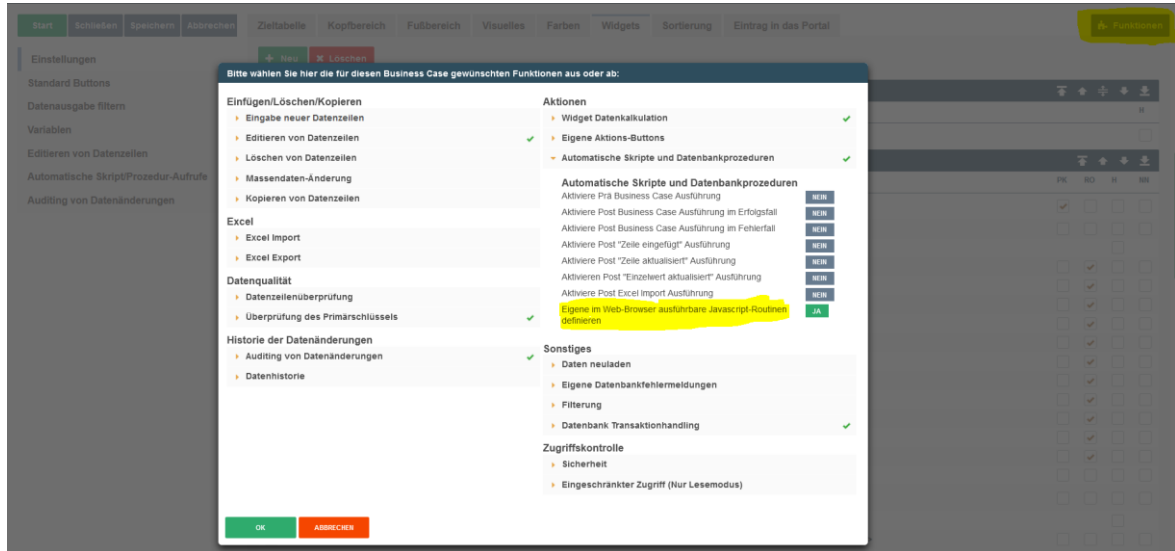 Start Schließen Speichern Abbrechen Zieltabelle Kopfbereich Fußbereich Visuelles Farben Widgets Sortierung Eintrag in das Portal Funktionen
Neu Löschen
Einstellungen
Standard Buttons
Datenausgabe filtern
Variablen
Editieren von Datenzeilen
Automatische Skript/Prozedur-Aufrufe
Auditing von Datenänderungen
Bitte wählen Sie hier die für diesen Business Case gewünschten Funktionen aus oder ab:
Einfügen/Löschen/Kopieren
Eingabe neuer Datenzeilen
Editieren von Datenzeilen
Löschen von Datenzeilen
Massendaten-Änderung
Kopieren von Datenzeilen
Excel
Excel Import
Excel Export
Datenqualität
Datenzeilenüberprüfung
Überprüfung des Primärschlüssels
Historie der Datenänderungen
Auditing von Datenänderungen
Datenhistorie
Aktionen
Widget Datenkalkulation
Eigene Aktions-Buttons
Automatische Skripte und Datenbankprozeduren
Automatische Skripte und Datenbankprozeduren
Aktiviere Prä Business Case Ausführung NEIN
Aktiviere Post Business Case Ausführung im Erfolgsfall NEIN
Aktiviere Post Business Case Ausführung im Fehlerfall NEIN
Aktiviere Post "Zeile eingefügt" Ausführung NEIN
Aktiviere Post "Zeile aktualisiert" Ausführung NEIN
Aktivieren Post "Einzelwert aktualisiert" Ausführung NEIN
Aktiviere Post Excel Import Ausführung NEIN
Eigene im Web-Browser ausführbare Javascript-Routinen JA
definieren
Sonstiges
Daten neuladen
Eigene Datenbankfehlermeldungen
Filterung
Datenbank Transaktionhandling
Zugriffskontrolle
Sicherheit
Eingeschränkter Zugriff (Nur Lesemodus)
OK ABBRECHEN
H
PK RO H NN